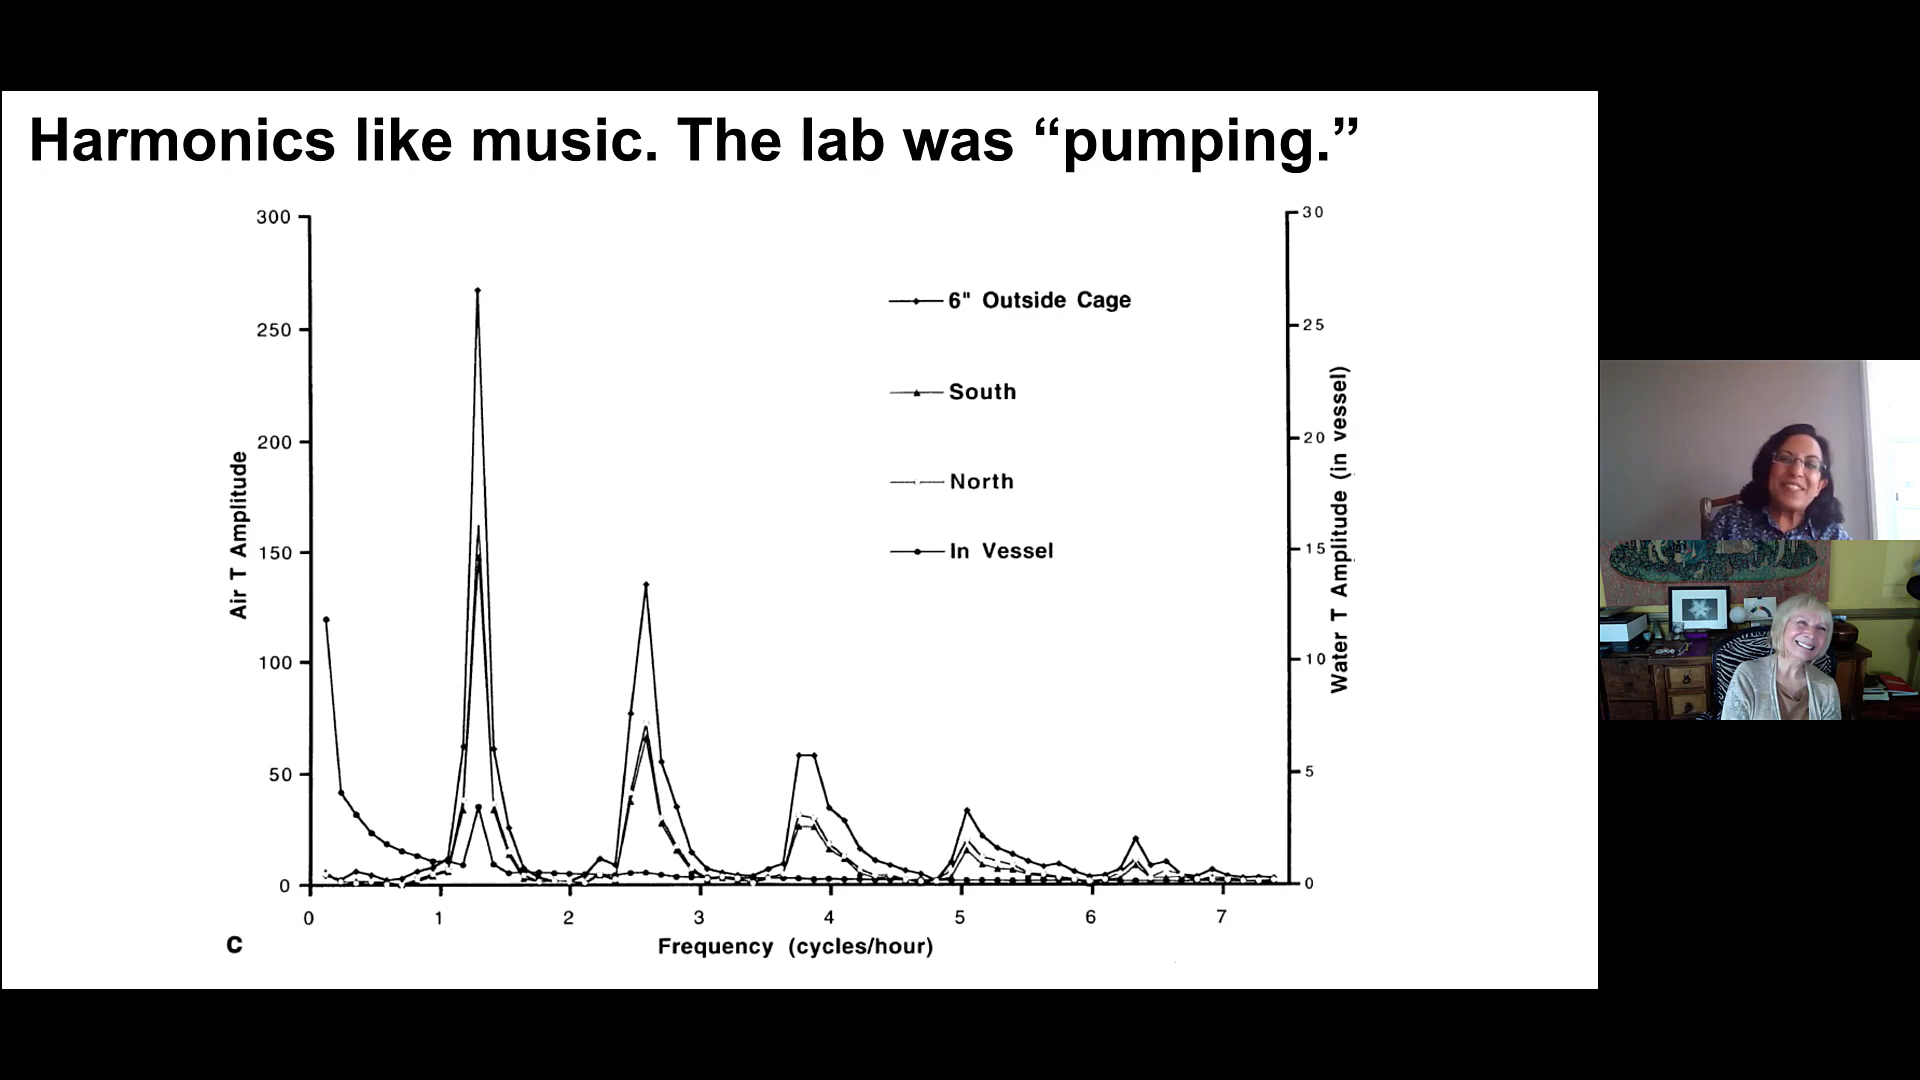 Harmonics like music. The lab was “pumping.”
300
250
200
150
100
50
0
Air T Amplitude
6" Outside Cage
South
North
In Vessel
30
25
20
15
10
5
0
Water T Amplitude (in vessel)
0 1 2 3 4 5 6 7
C
Frequency (cycles/hour)